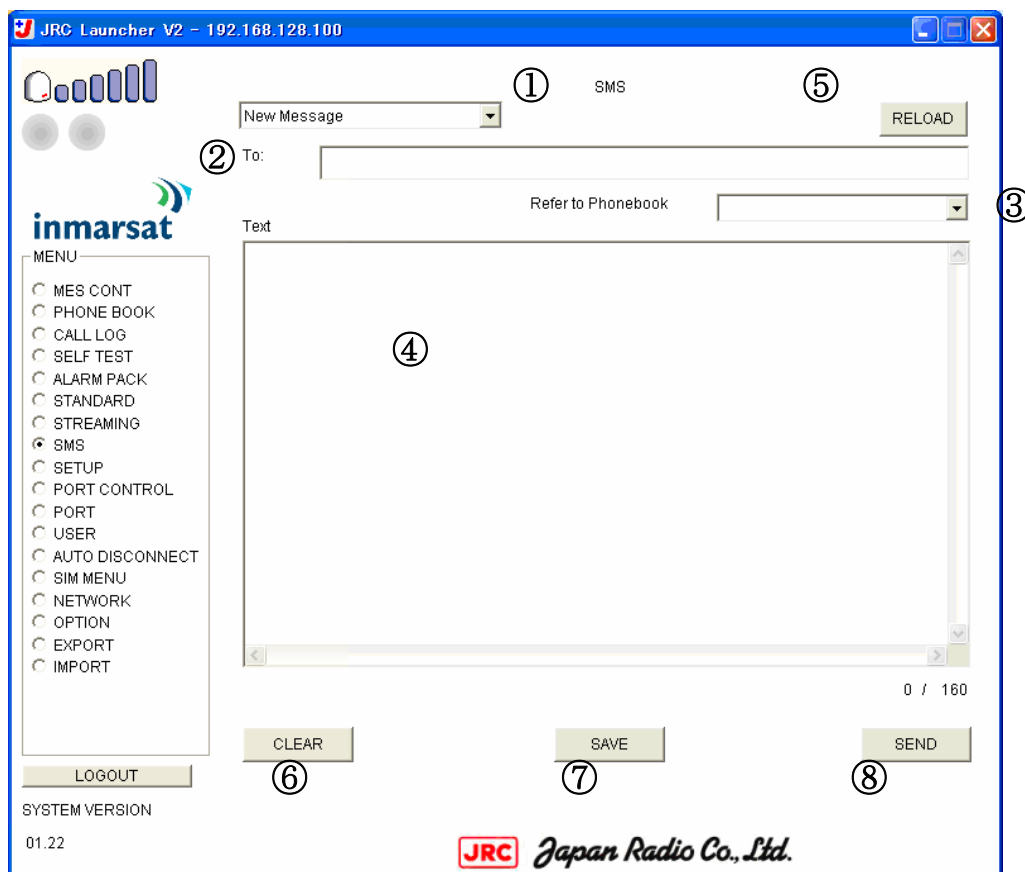 JRC Launcher V2 - 192.168.128.100
① SMS ⑤
New Message RELOAD
② To:
Refer to Phonebook ③
inmarsat
Text
MENU
MES CONT
PHONE BOOK
CALL LOG
④
SELF TEST
ALARM PACK
STANDARD
STREAMING
SMS
SETUP
PORT CONTROL
PORT
USER
AUTO DISCONNECT
SIM MENU
NETWORK
OPTION
EXPORT
IMPORT
0 / 160
CLEAR SAVE SEND
⑥ ⑦ ⑧
LOGOUT
SYSTEM VERSION
01.22
JRC Japan Radio Co., Ltd.